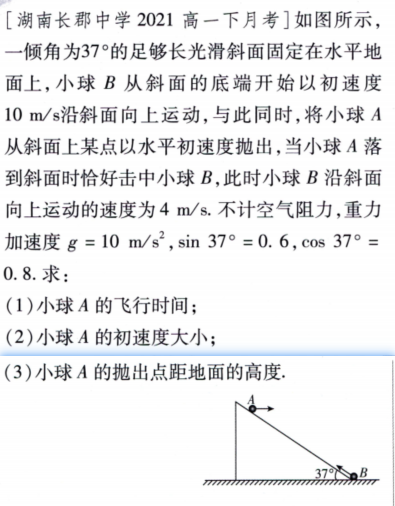 [湖南长郡中学 2021 高一下月考]如图所示,
一倾角为37°的足够长光滑斜面固定在水平地
面上,小球 B 从斜面的底端开始以初速度
10 m/s沿斜面向上运动,与此同时,将小球 A
从斜面上某点以水平初速度抛出,当小球 A 落
到斜面时恰好击中小球 B,此时小球 B 沿斜面
向上运动的速度为 4 m/s. 不计空气阻力,重力
加速度 g = 10 m/s²,sin 37° = 0. 6,cos 37° =
0. 8. 求:
(1)小球 A 的飞行时间;
(2)小球 A 的初速度大小;
(3)小球 A 的抛出点距地面的高度.
A
37°
B